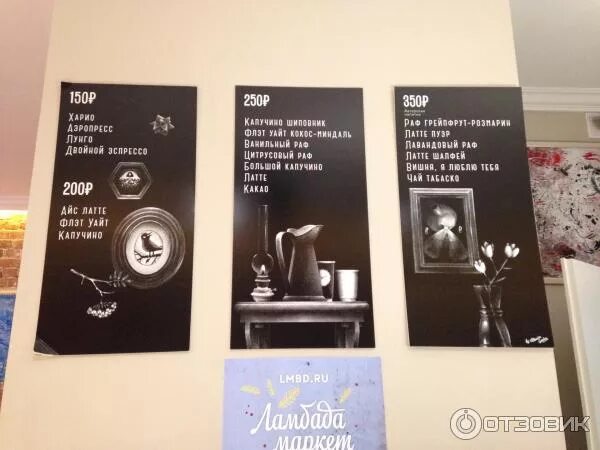 150₽
Харио
Аэропресс
Лунго
Двойной эспрессо
200₽
Айс латте
Флэт уайт
Капучино
250₽
Капучино шиповник
Флэт уайт кокос-миндаль
Ванильный раф
Цитрусовый раф
Большой капучино
Латте
Какао
350₽
Авторские напитки
Раф грейпфрут-розмарин
Латте пуэр
Лавандовый раф
Латте шалфей
Вишня, я люблю тебя
Чай табаско
LMBD.RU
Ламбада
маркет
ОТЗОВИК